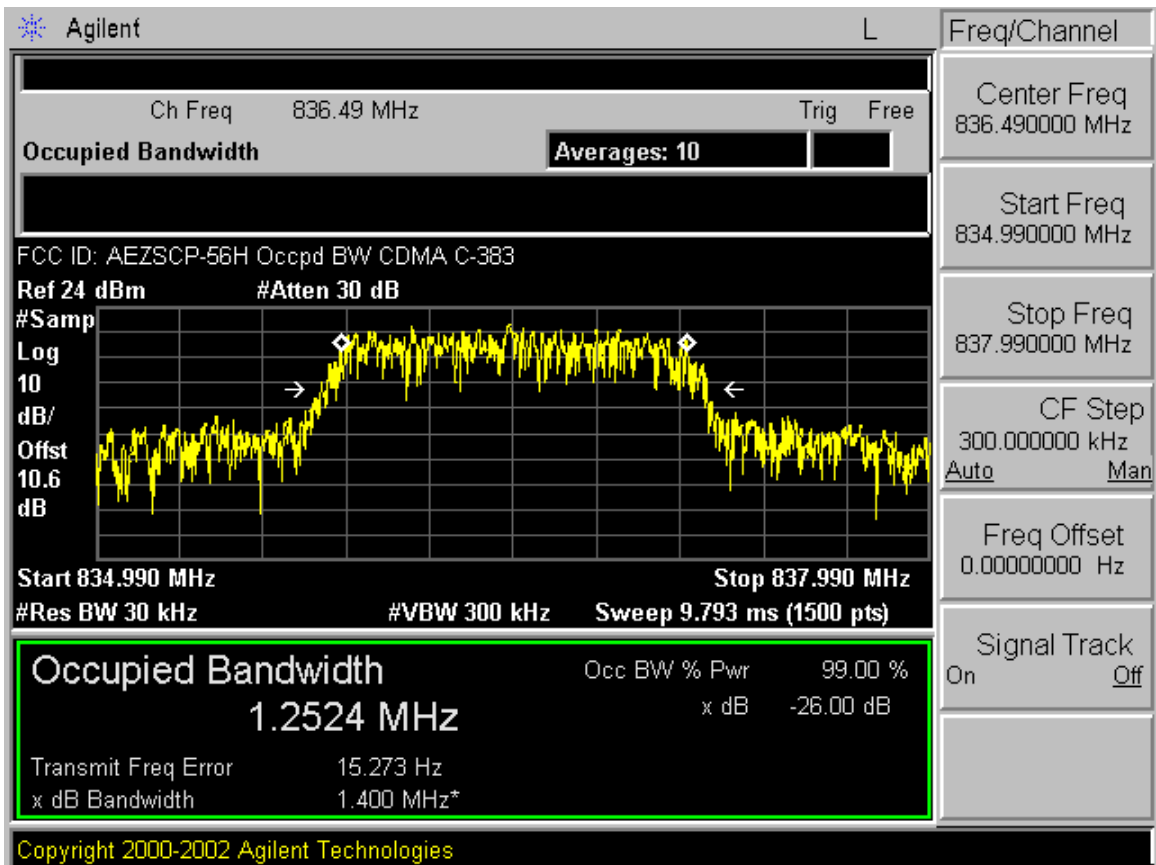 Agilent L Freq/Channel
Ch Freq 836.49 MHz Trig Free
Occupied Bandwidth Averages: 10
Center Freq
836.490000 MHz
Start Freq
834.990000 MHz
FCC ID: AEZSCP-56H Occpd BW CDMA C-383
Ref 24 dBm #Atten 30 dB
#Samp
Log
10
dB/
Offst
10.6
dB
Stop Freq
837.990000 MHz
CF Step
300.000000 kHz
Auto Man
Freq Offset
0.00000000 Hz
Start 834.990 MHz Stop 837.990 MHz
#Res BW 30 kHz #VBW 300 kHz Sweep 9.793 ms (1500 pts)
Signal Track
On Off
Occupied Bandwidth Occ BW % Pwr 99.00 %
1.2524 MHz x dB -26.00 dB
Transmit Freq Error 15.273 Hz
x dB Bandwidth 1.400 MHz*
Copyright 2000-2002 Agilent Technologies